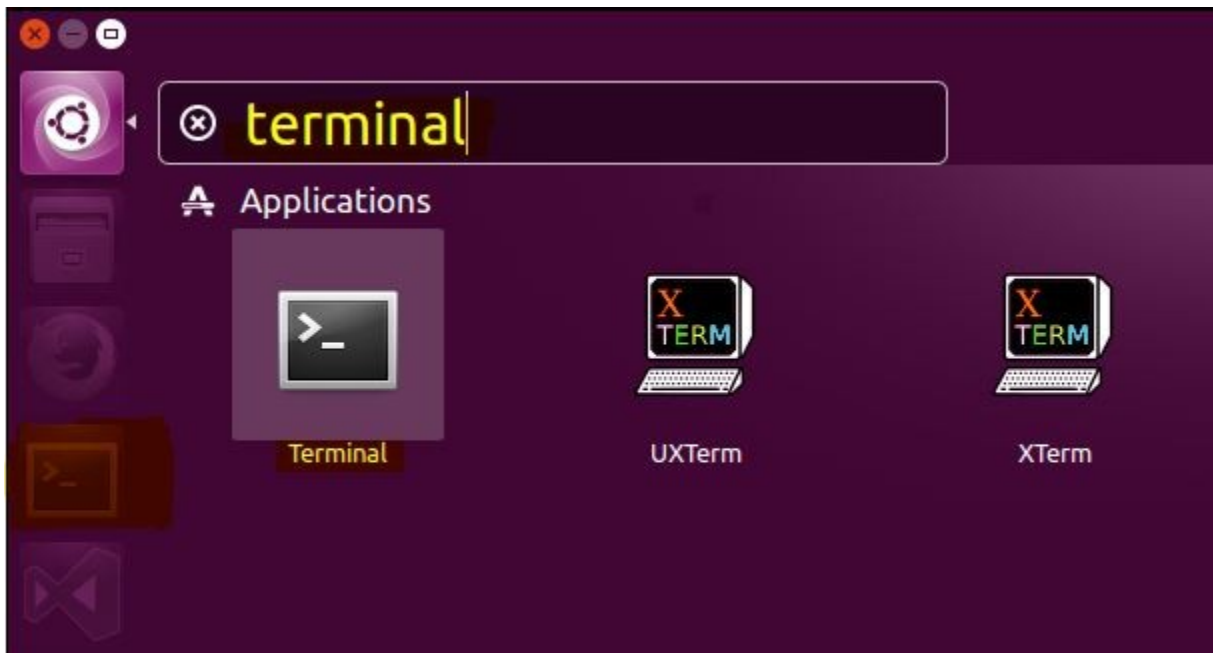 terminal
Applications
>_
X
TERM
X
TERM
Terminal
UXTerm
XTerm
>_